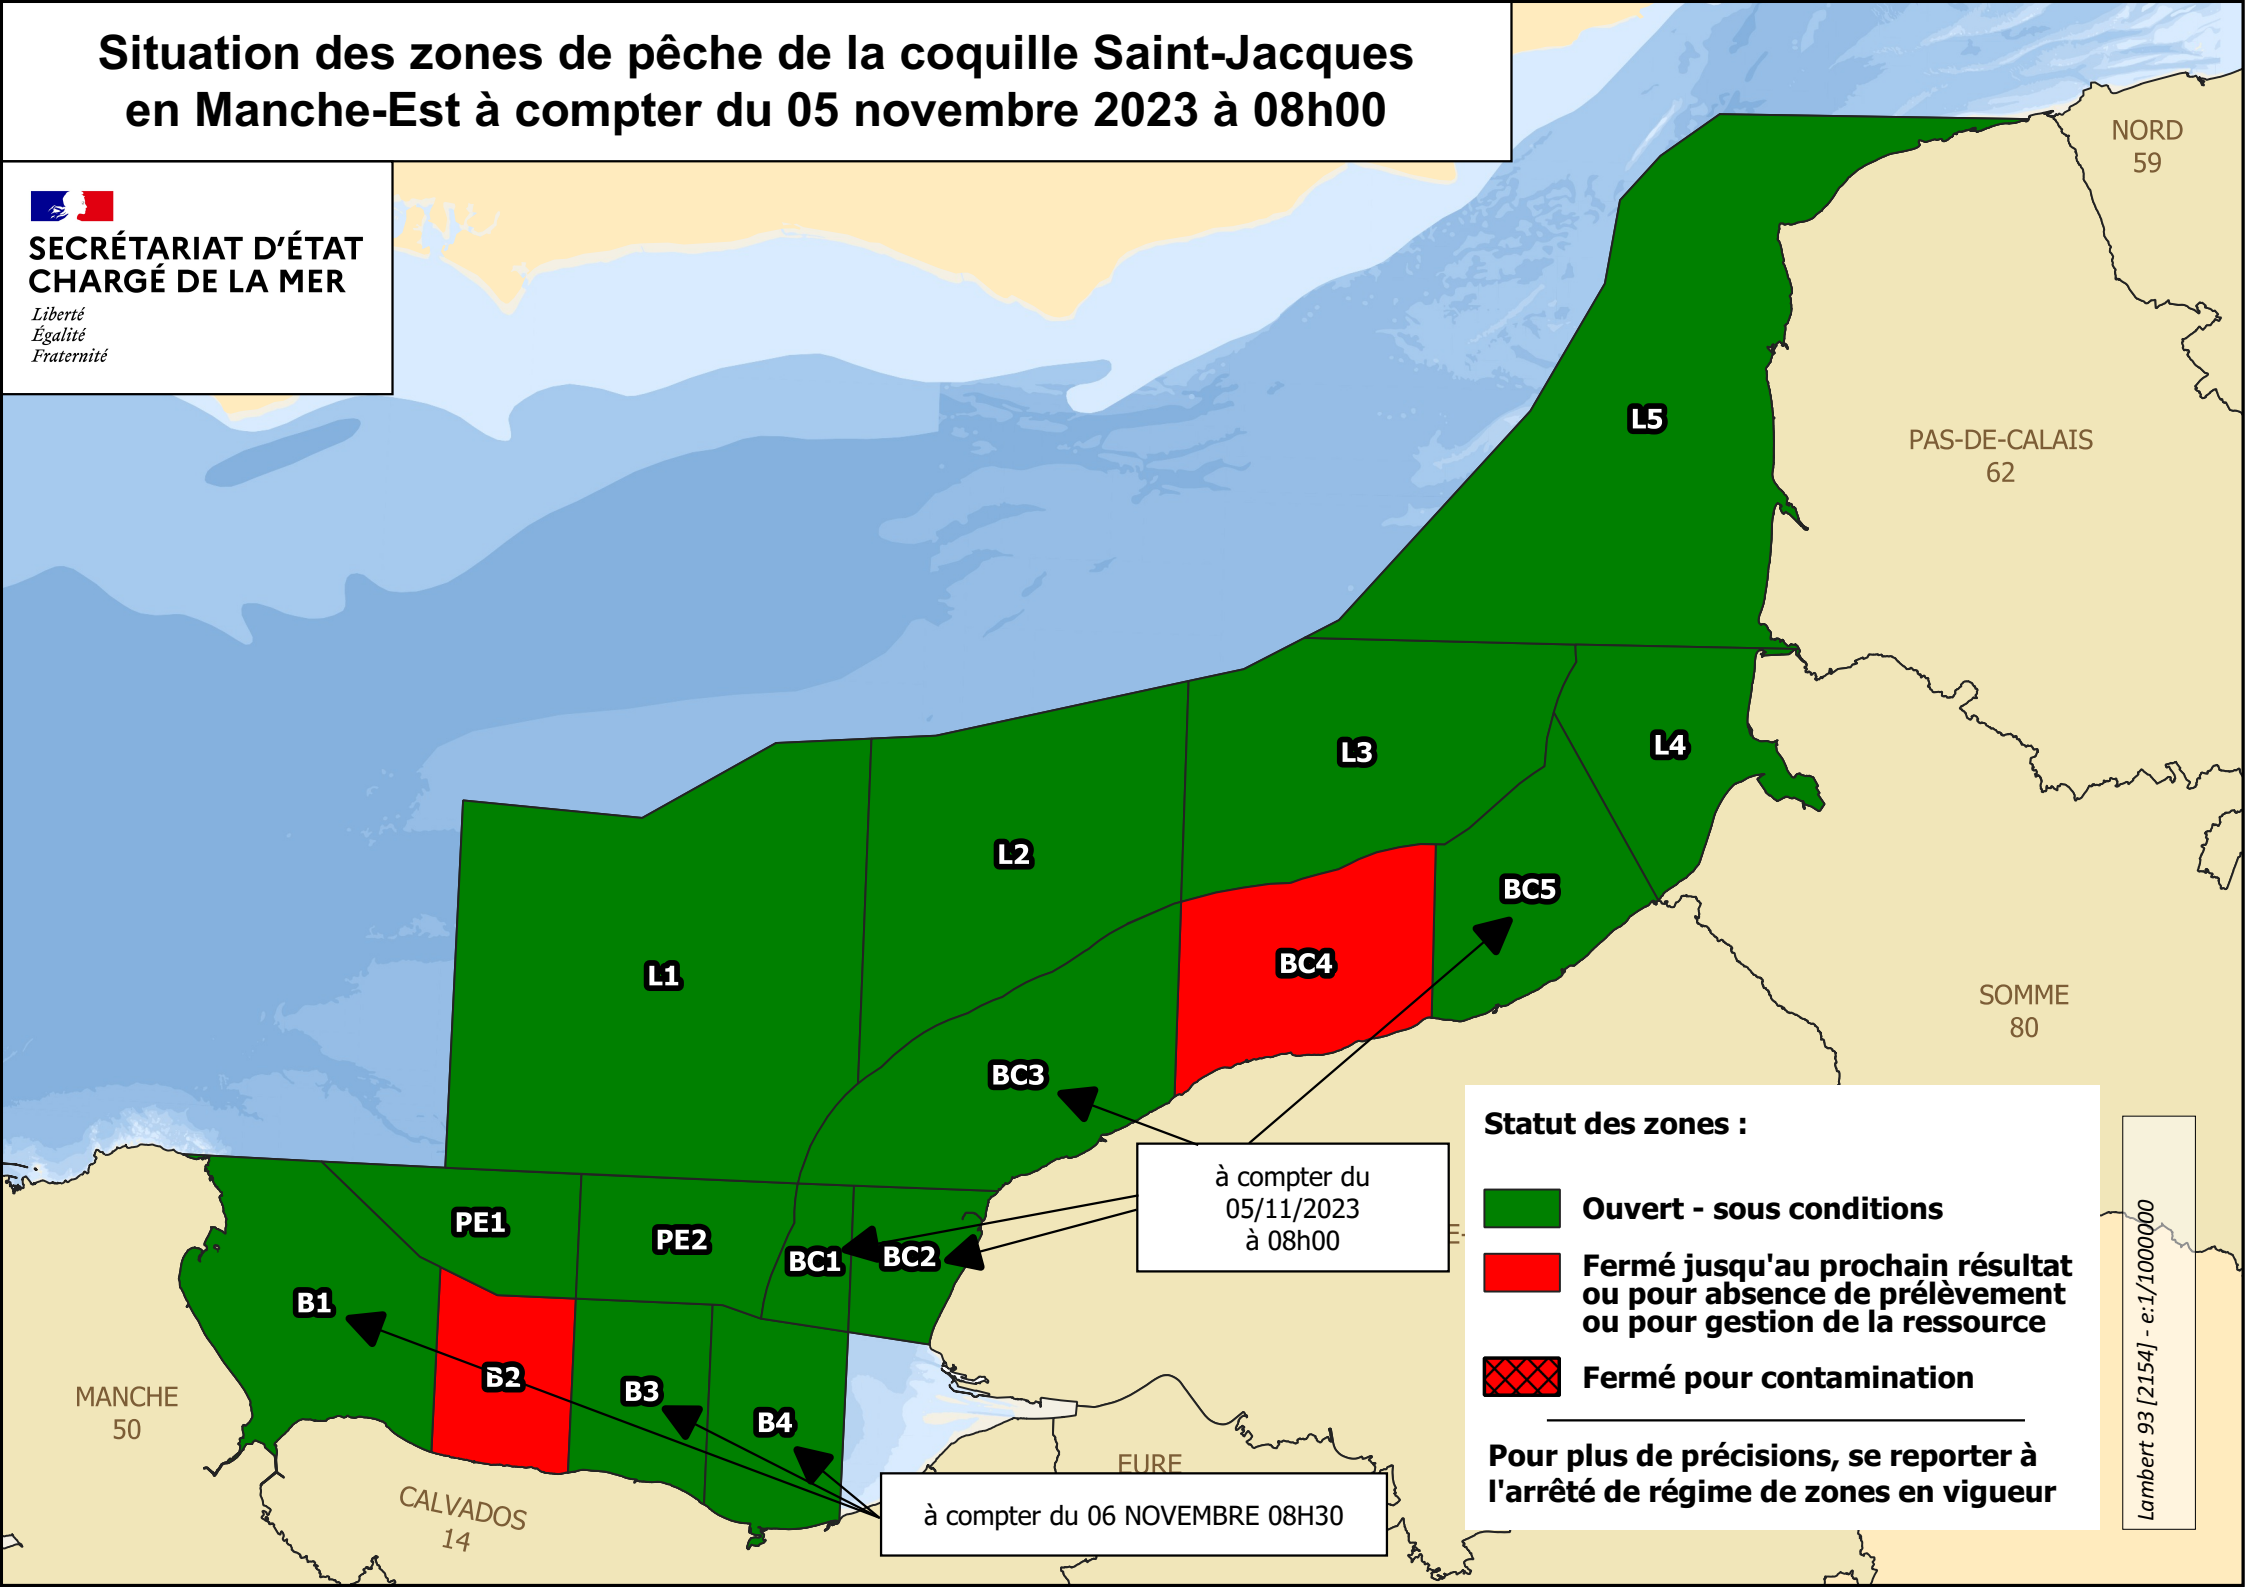 Situation des zones de pêche de la coquille Saint-Jacques
en Manche-Est à compter du 05 novembre 2023 à 08h00
SECRÉTARIAT D'ÉTAT
CHARGÉ DE LA MER
Liberté
Égalité
Fraternité
NORD
59
PAS-DE-CALAIS
62
L5
L3
L4
L2
BC5
L1
BC4
SOMME
80
BC3
PE1
PE2
BC1
BC2
B1
B2
B3
B4
MANCHE
50
CALVADOS
14
EURE
à compter du
05/11/2023
à 08h00
à compter du 06 NOVEMBRE 08H30
Statut des zones :
Ouvert - sous conditions
Fermé jusqu'au prochain résultat
ou pour absence de prélèvement
ou pour gestion de la ressource
Fermé pour contamination
Pour plus de précisions, se reporter à
l'arrêté de régime de zones en vigueur
Lambert 93 [2154] - e:1/1000000